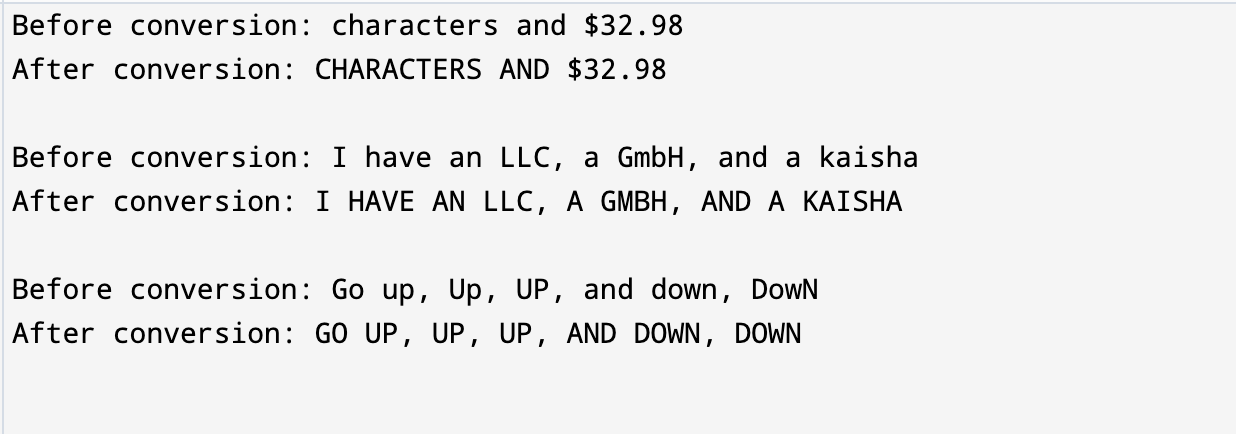 Before conversion: characters and $32.98
After conversion: CHARACTERS AND $32.98
Before conversion: I have an LLC, a GmbH, and a kaisha
After conversion: I HAVE AN LLC, A GMBH, AND A KAISHA
Before conversion: Go up, Up, UP, and down, DowN
After conversion: GO UP, UP, UP, AND DOWN, DOWN